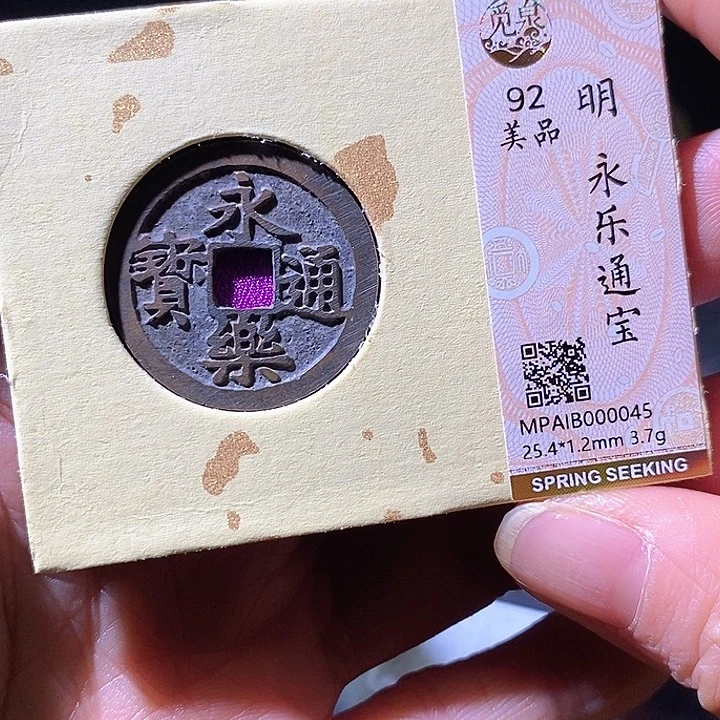 觅泉
92
美品
明 永乐通宝
MPAIB000045
25.4*1.2mm 3.7g
SPRING SEEKING
永樂通寶